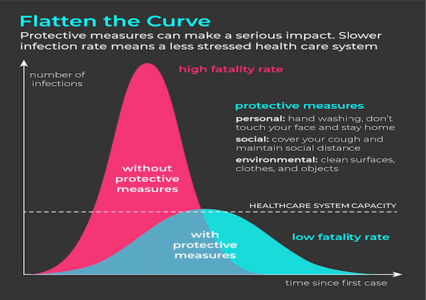 Flatten the Curve
Protective measures can make a serious impact. Slower
infection rate means a less stressed health care system
number of
infections
high fatality rate
protective measures
personal: hand washing, don't
touch your face and stay home
social: cover your cough and
maintain social distance
environmental: clean surfaces,
clothes, and objects
without
protective
measures
HEALTHCARE SYSTEM CAPACITY
with
protective
measures
low fatality rate
time since first case